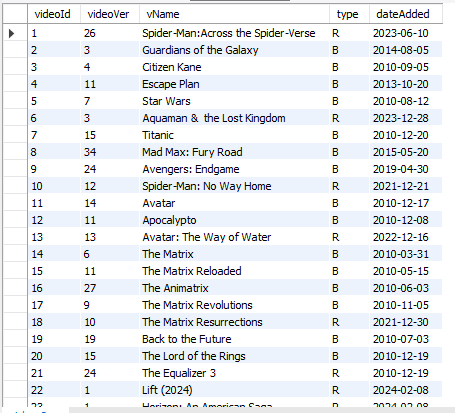 videoId videoVer vName type dateAdded
1 26 Spider-Man:Across the Spider-Verse R 2023-06-10
2 3 Guardians of the Galaxy B 2014-08-05
3 4 Citizen Kane B 2010-09-05
4 11 Escape Plan B 2013-10-20
5 7 Star Wars B 2010-08-12
6 3 Aquaman & the Lost Kingdom R 2023-12-28
7 15 Titanic B 2010-12-20
8 34 Mad Max: Fury Road B 2015-05-20
9 24 Avengers: Endgame B 2019-04-30
10 12 Spider-Man: No Way Home R 2021-12-21
11 14 Avatar B 2010-12-17
12 11 Apocalypto B 2010-12-08
13 13 Avatar: The Way of Water R 2022-12-16
14 6 The Matrix B 2010-03-31
15 11 The Matrix Reloaded B 2010-05-15
16 27 The Animatrix B 2010-06-03
17 9 The Matrix Revolutions B 2010-11-05
18 10 The Matrix Resurrections R 2021-12-30
19 19 Back to the Future B 2010-07-03
20 15 The Lord of the Rings B 2010-12-19
21 24 The Equalizer 3 R 2010-12-19
22 1 Lift (2024) R 2024-02-08
23 1 Horizon: An American Saga R 2024-02-08